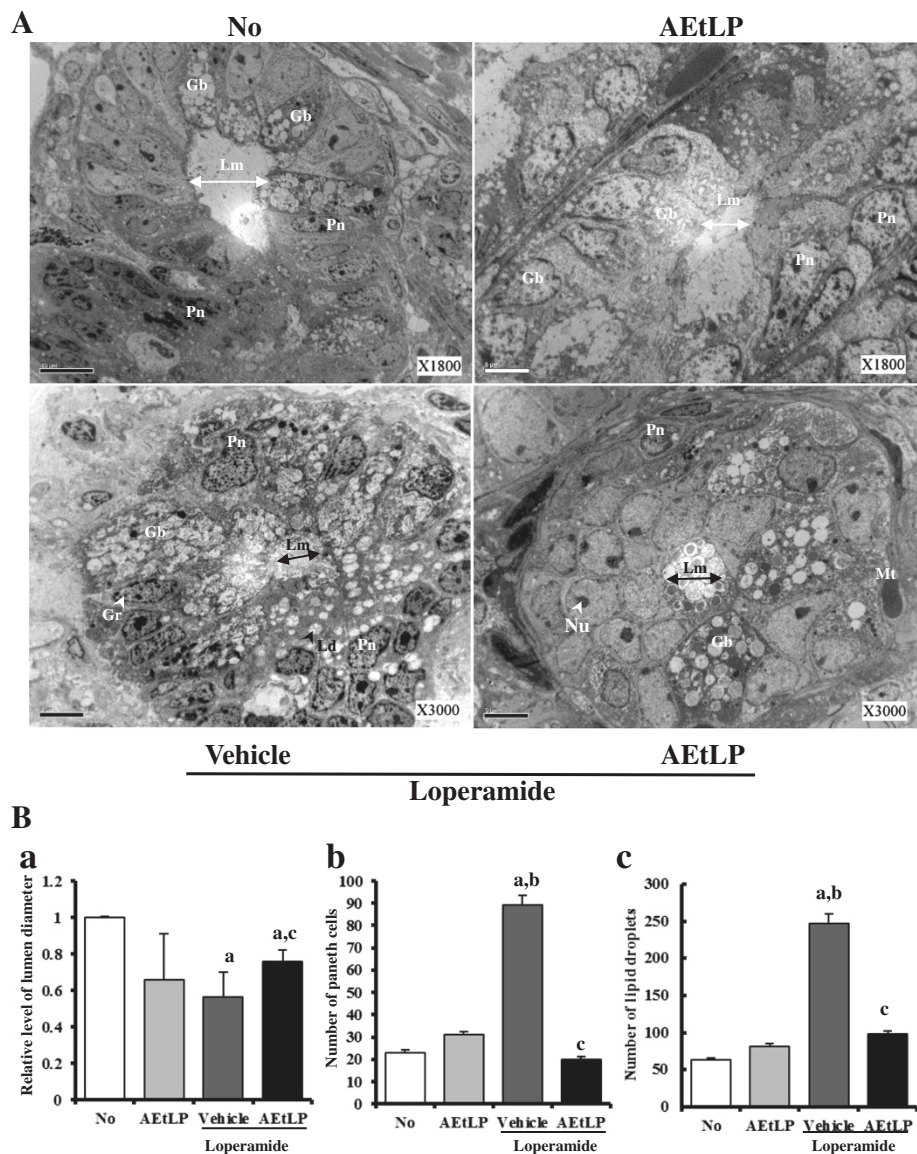 A
No AEtLP
Gb Gb Lm Pn Pn X1800
Gb Lm Pn Pn Gb X1800
Pn Gb Lm Gr Ld Pn X3000
Pn Lm Mt Nu Gb X3000
Vehicle AEtLP
Loperamide
B
a
Relative level of lumen diameter
1.2
1
0.8
0.6
0.4
0.2
0
a
a,c
No AEtLP Vehicle AEtLP
Loperamide
b
Number of paneth cells
100
90
80
70
60
50
40
30
20
10
0
a,b
c
No AEtLP Vehicle AEtLP
Loperamide
c
Number of lipid droplets
300
250
200
150
100
50
0
a,b
c
No AEtLP Vehicle AEtLP
Loperamide